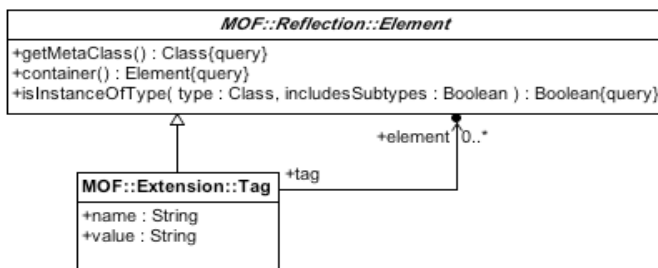 MOF::Reflection::Element
+getMetaClass() : Class{query}
+container() : Element{query}
+isInstanceOfType( type : Class, includesSubtypes : Boolean ) : Boolean{query}
+element 0..*
+tag
MOF::Extension::Tag
+name : String
+value : String